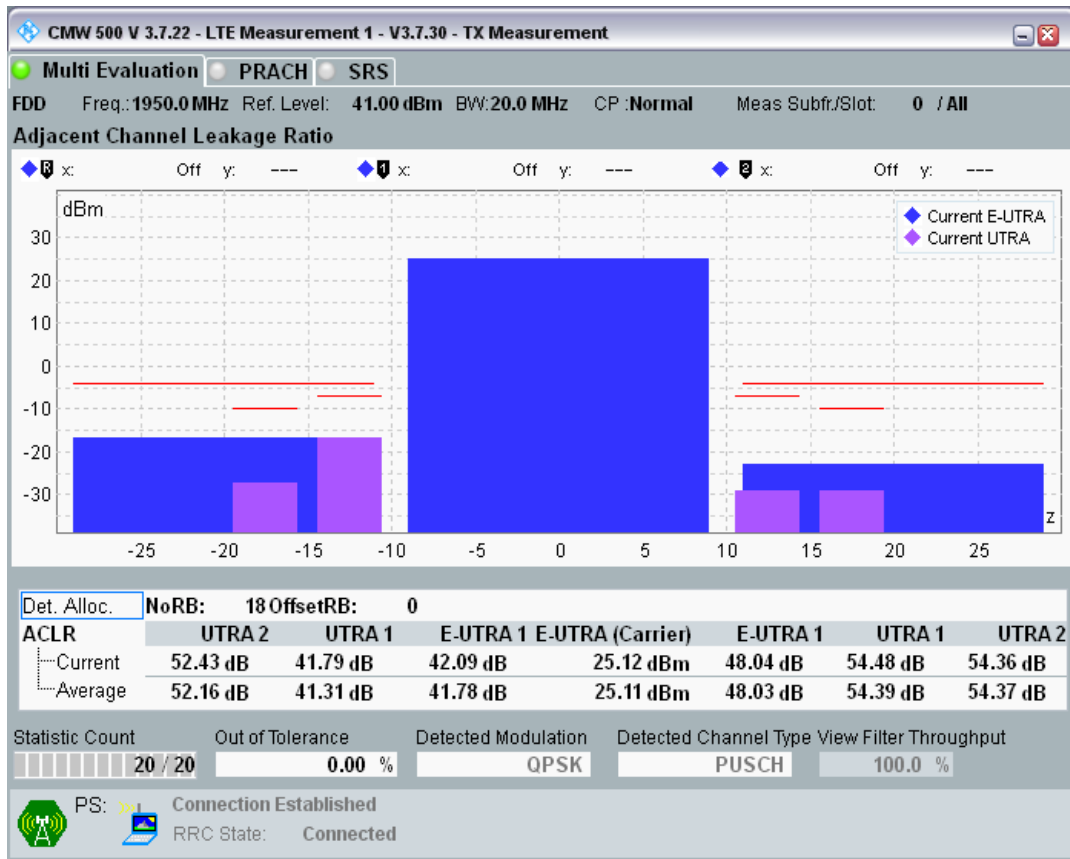 CMW 500 V 3.7.22 - LTE Measurement 1 - V3.7.30 - TX Measurement
Multi Evaluation PRACH SRS
FDD Freq.: 1950.0 MHz Ref. Level: 41.00 dBm BW: 20.0 MHz CP : Normal Meas Subfr./Slot: 0 / All
Adjacent Channel Leakage Ratio
R x: Off y: --- 1 x: Off y: --- 2 x: Off y: ---
dBm
Current E-UTRA
Current UTRA
30
20
10
0
-10
-20
-30
z
-25 -20 -15 -10 -5 0 5 10 15 20 25
Det. Alloc. NoRB: 18 OffsetRB: 0
ACLR UTRA 2 UTRA 1 E-UTRA 1 E-UTRA (Carrier) E-UTRA 1 UTRA 1 UTRA 2
Current 52.43 dB 41.79 dB 42.09 dB 25.12 dBm 48.04 dB 54.48 dB 54.36 dB
Average 52.16 dB 41.31 dB 41.78 dB 25.11 dBm 48.03 dB 54.39 dB 54.37 dB
Statistic Count Out of Tolerance Detected Modulation Detected Channel Type View Filter Throughput
20 / 20 0.00 % QPSK PUSCH 100.0 %
PS: Connection Established
RRC State: Connected